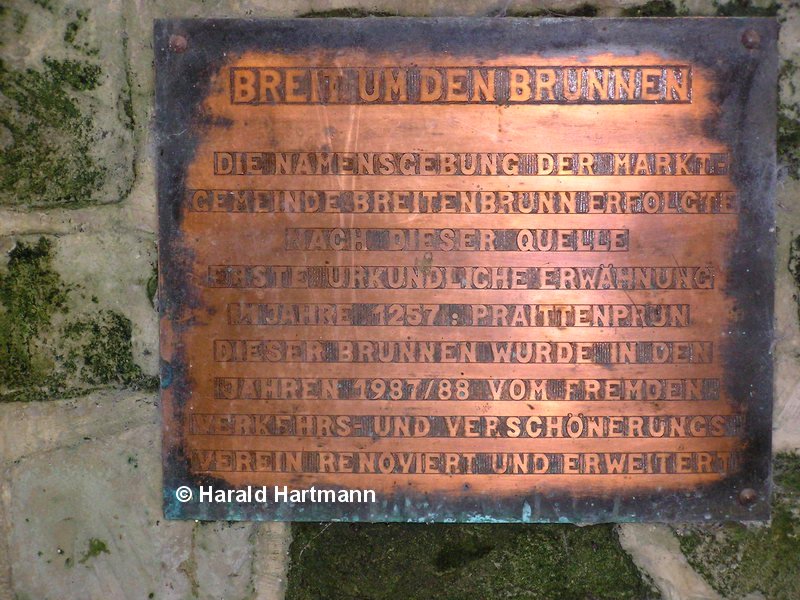 BREIT UM DEN BRUNNEN
DIE NAMENSGEBUNG DER MARKT-
GEMEINDE BREITENBRUNN ERFOLGTE
NACH DIESER QUELLE
ERSTE URKUNDLICHE ERWÄHNUNG
IM JAHRE 1257: PRAITTENPRUN
DIESER BRUNNEN WURDE IN DEN
JAHREN 1987/88 VOM FREMDEN-
VERKEHRS- UND VERSCHÖNERUNGS-
VEREIN RENOVIERT UND ERWEITERT
© Harald Hartmann